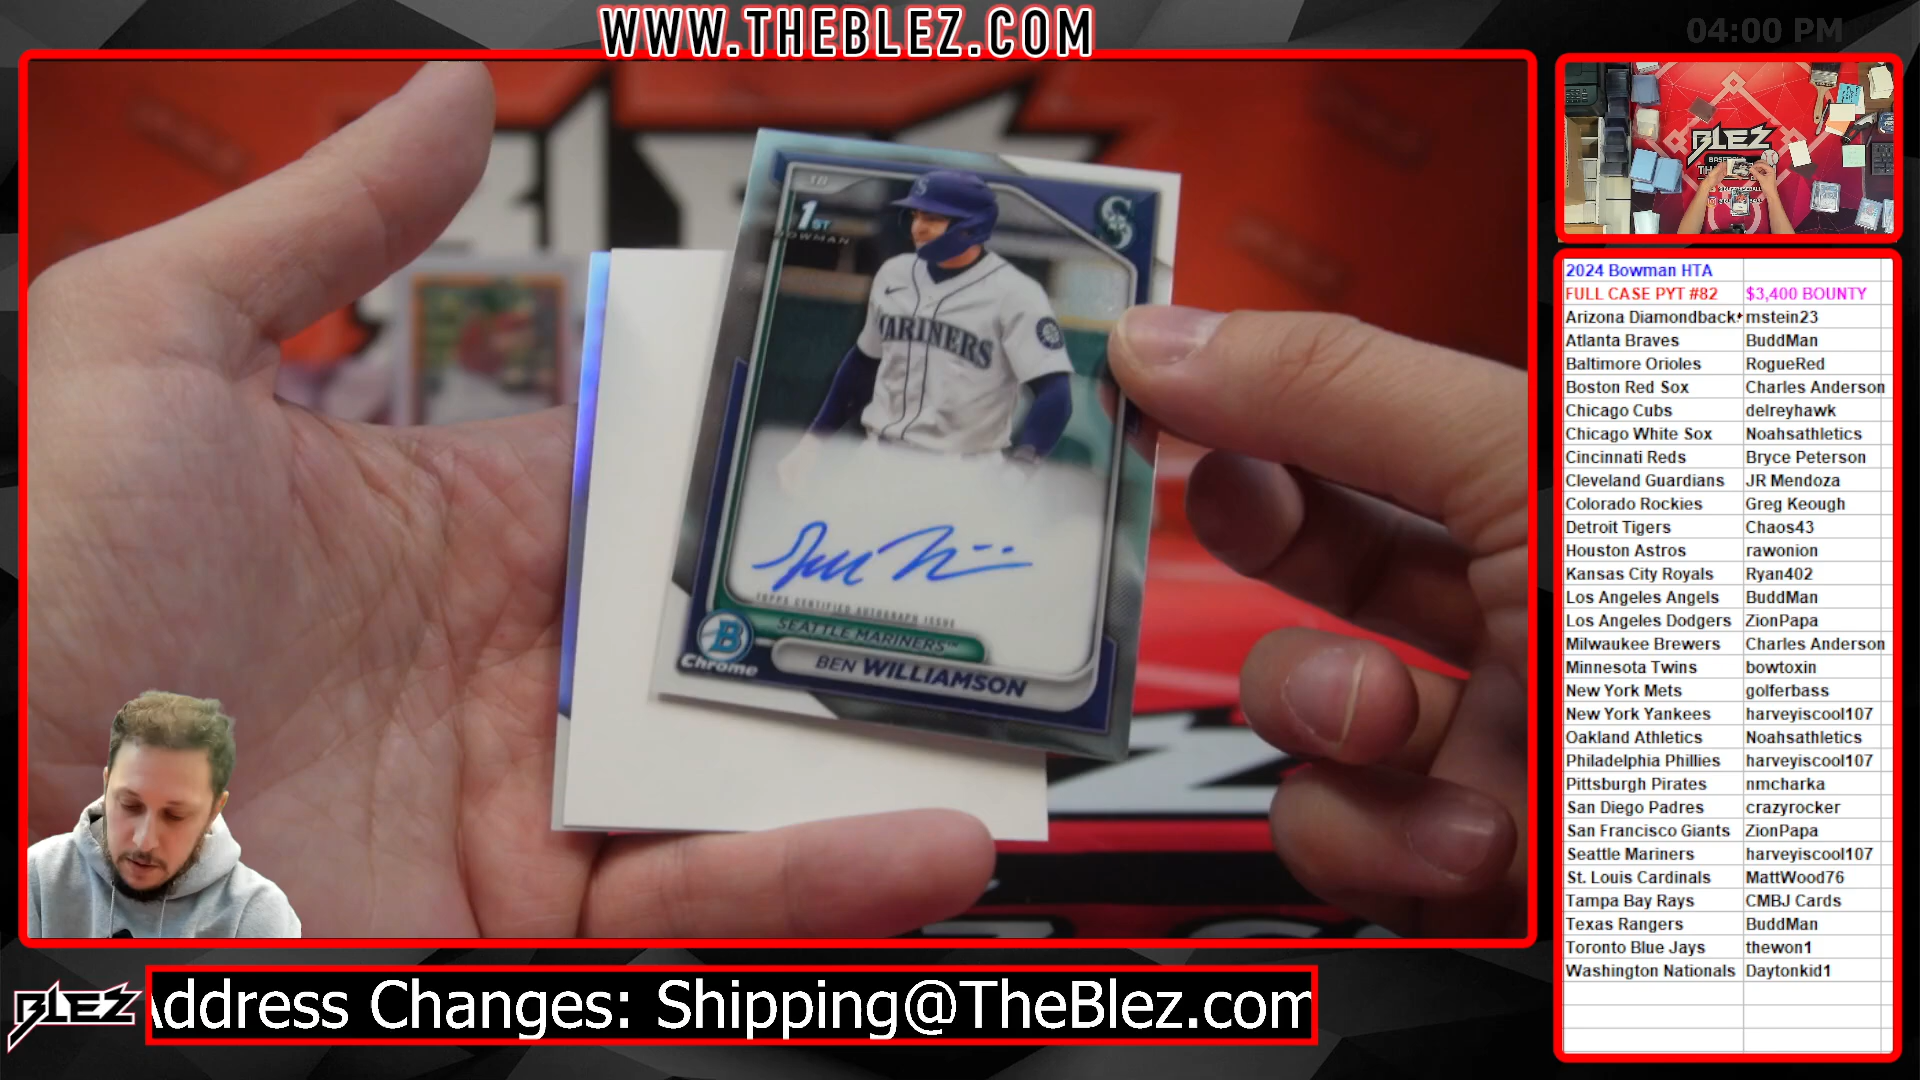 WWW.THEBLEZ.COM
04:00 PM
1ST
BOWMAN
S
MARINERS
TOPPS CERTIFIED AUTOGRAPH ISSUE
SEATTLE MARINERS™
BEN WILLIAMSON
B
Chrome
BLEZ
2024 Bowman HTA
FULL CASE PYT #82 $3,400 BOUNTY
Arizona Diamondback mstein23
Atlanta Braves BuddMan
Baltimore Orioles RogueRed
Boston Red Sox Charles Anderson
Chicago Cubs delreyhawk
Chicago White Sox Noahsathletics
Cincinnati Reds Bryce Peterson
Cleveland Guardians JR Mendoza
Colorado Rockies Greg Keough
Detroit Tigers Chaos43
Houston Astros rawonion
Kansas City Royals Ryan402
Los Angeles Angels BuddMan
Los Angeles Dodgers ZionPapa
Milwaukee Brewers Charles Anderson
Minnesota Twins bowtoxin
New York Mets golferbass
New York Yankees harveyiscool107
Oakland Athletics Noahsathletics
Philadelphia Phillies harveyiscool107
Pittsburgh Pirates nmcharka
San Diego Padres crazyrocker
San Francisco Giants ZionPapa
Seattle Mariners harveyiscool107
St. Louis Cardinals MattWood76
Tampa Bay Rays CMBJ Cards
Texas Rangers BuddMan
Toronto Blue Jays thewon1
Washington Nationals Daytonkid1
BLEZ
Address Changes: Shipping@TheBlez.com